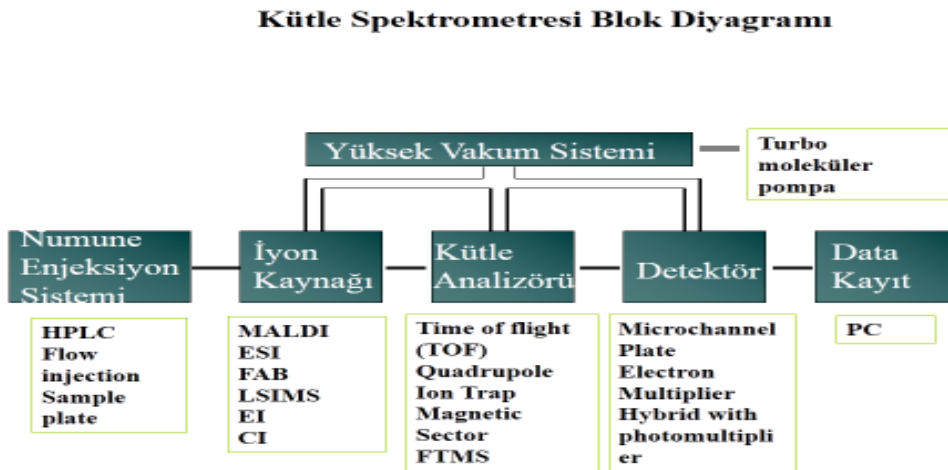 Kütle Spektrometresi Blok Diyagramı
Yüksek Vakum Sistemi
Turbo
moleküler
pompa
Numune
Enjeksiyon
Sistemi
İyon
Kaynağı
Kütle
Analizörü
Detektör
Data
Kayıt
HPLC
Flow
injection
Sample
plate
MALDI
ESI
FAB
LSIMS
EI
CI
Time of flight
(TOF)
Quadrupole
Ion Trap
Magnetic
Sector
FTMS
Microchannel
Plate
Electron
Multiplier
Hybrid with
photomultipli
er
PC